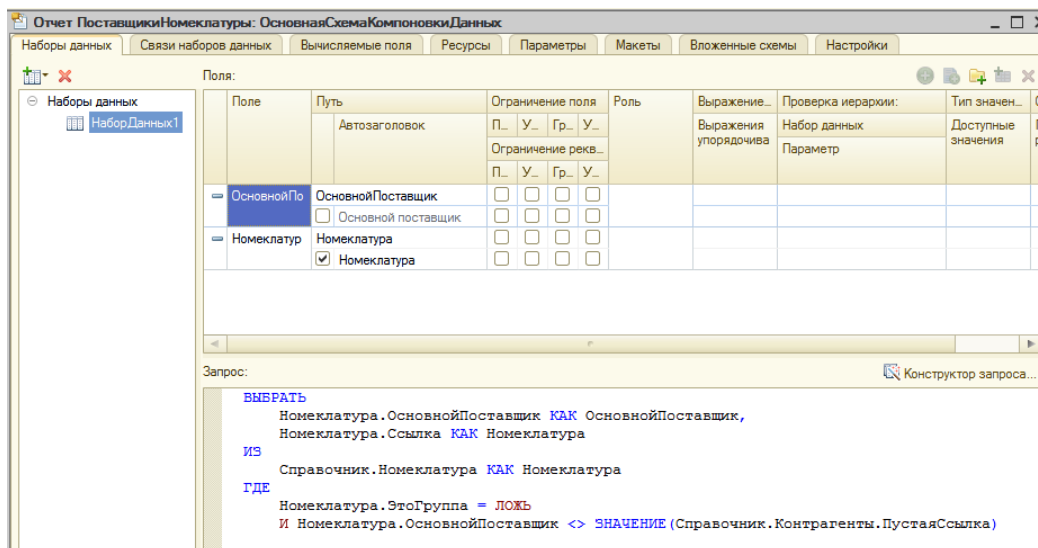 Отчет ПоставщикиНомеклатуры: ОсновнаяСхемаКомпоновкиДанных
Наборы данных Связи наборов данных Вычисляемые поля Ресурсы Параметры Макеты Вложенные схемы Настройки
Поля:
Наборы данных
НаборДанных1
Поле Путь Ограничение поля Роль Выражение... Проверка иерархии: Тип значен...
Автозаголовок П... У... Гр... У... Выражения упорядочива Набор данных Доступные значения
Ограничение рекв... Параметр
П... У... Гр... У...
ОсновнойПо ОсновнойПоставщик
Основной поставщик
Номеклатур Номеклатура
Номеклатура
Запрос:
Конструктор запроса...
ВЫБРАТЬ
Номеклатура.ОсновнойПоставщик КАК ОсновнойПоставщик,
Номеклатура.Ссылка КАК Номеклатура
ИЗ
Справочник.Номеклатура КАК Номеклатура
ГДЕ
Номеклатура.ЭтоГруппа = ЛОЖЬ
И Номеклатура.ОсновнойПоставщик <> ЗНАЧЕНИЕ(Справочник.Контрагенты.ПустаяСсылка)